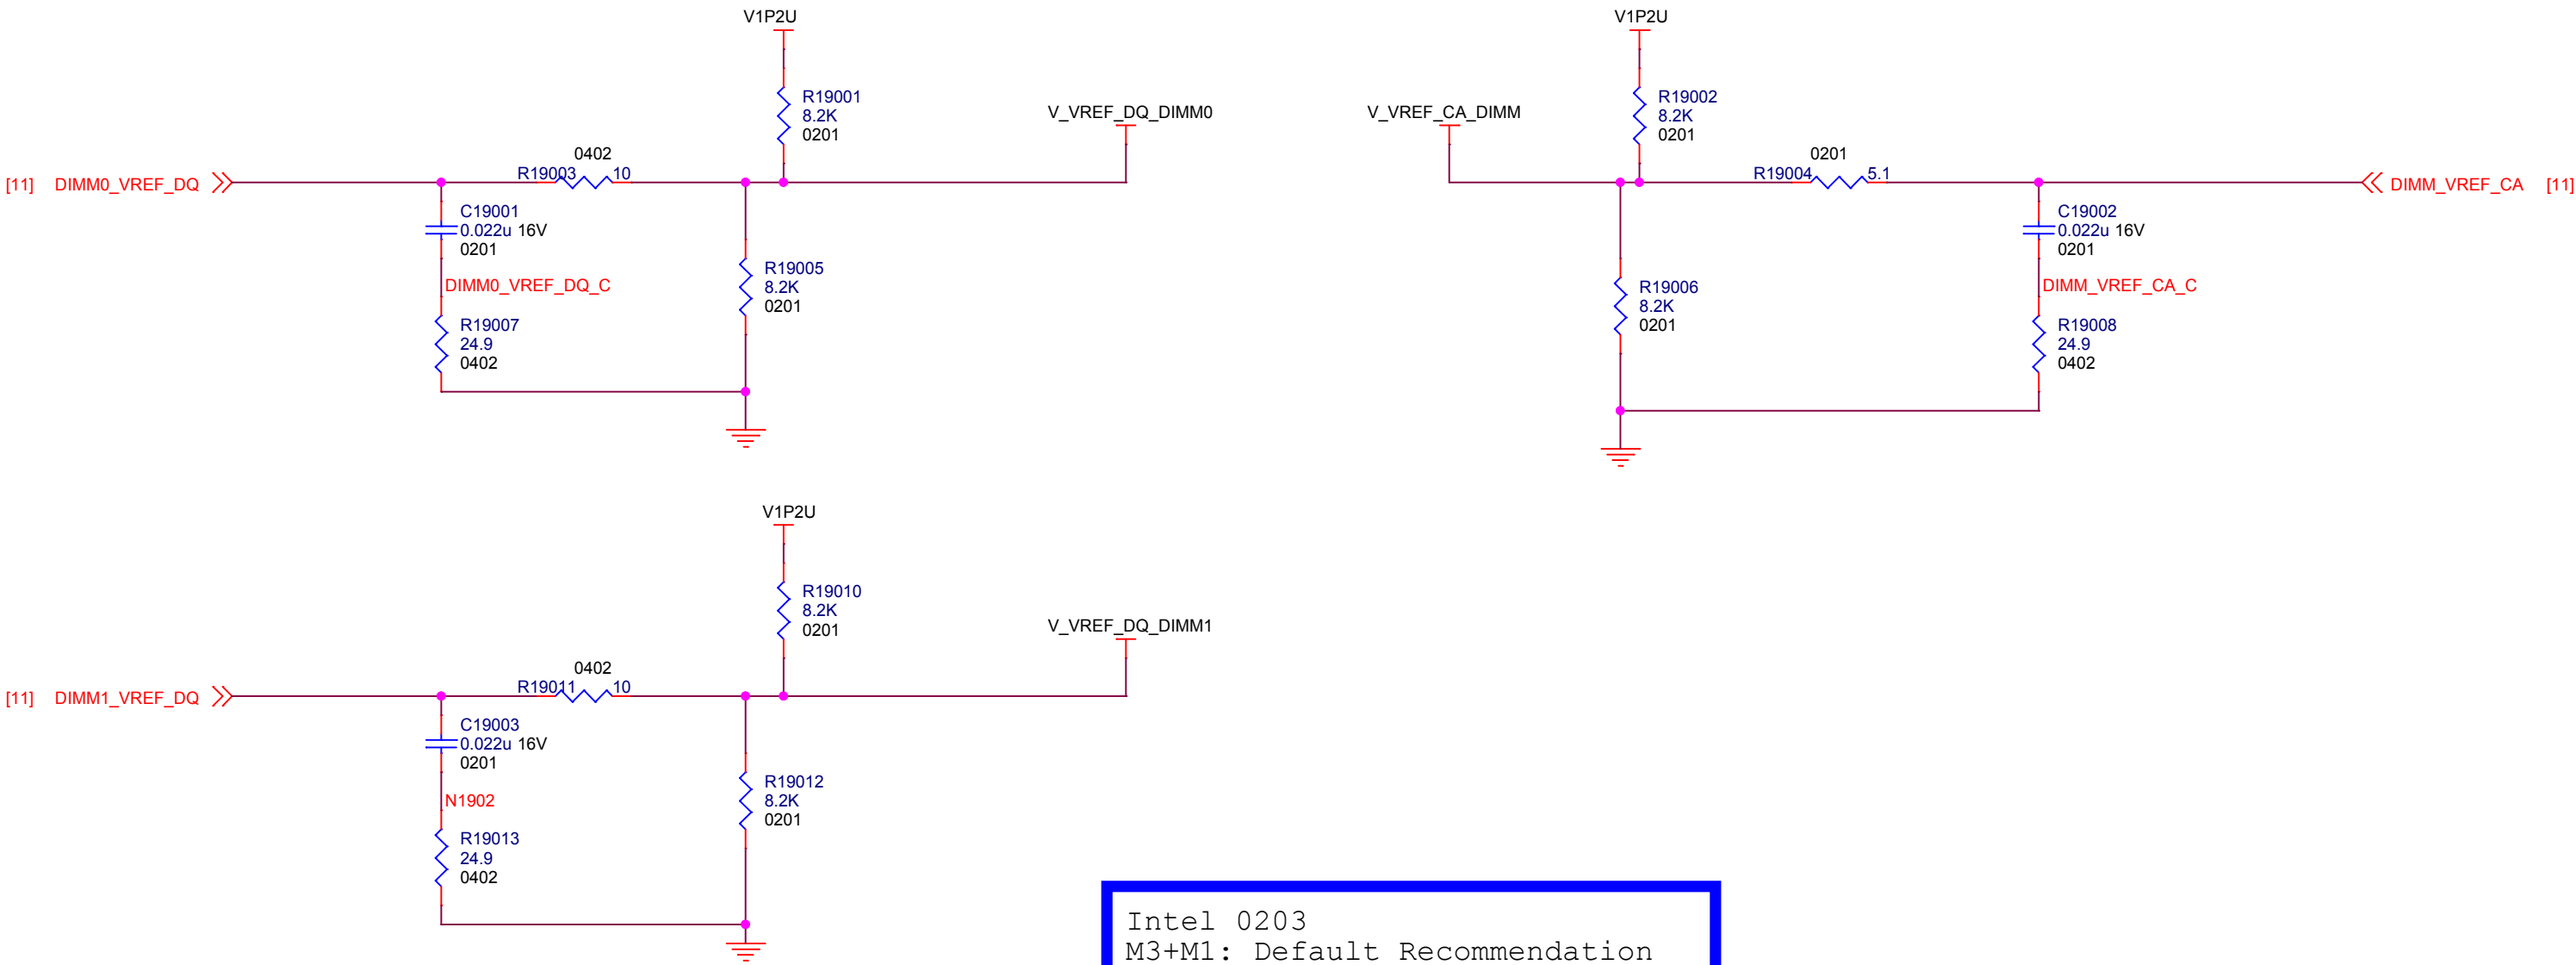 V1P2U
R19001
8.2K
0201
V_VREF_DQ_DIMM0
0402
R19003 10
[11] DIMM0_VREF_DQ
C19001
0.022u 16V
0201
DIMM0_VREF_DQ_C
R19005
8.2K
0201
R19007
24.9
0402
V1P2U
R19002
8.2K
0201
V_VREF_CA_DIMM
0201
R19004 5.1
DIMM_VREF_CA [11]
C19002
0.022u 16V
0201
DIMM_VREF_CA_C
R19006
8.2K
0201
R19008
24.9
0402
V1P2U
R19010
8.2K
0201
V_VREF_DQ_DIMM1
0402
R19011 10
[11] DIMM1_VREF_DQ
C19003
0.022u 16V
0201
N1902
R19012
8.2K
0201
R19013
24.9
0402
Intel 0203
M3+M1: Default Recommendation